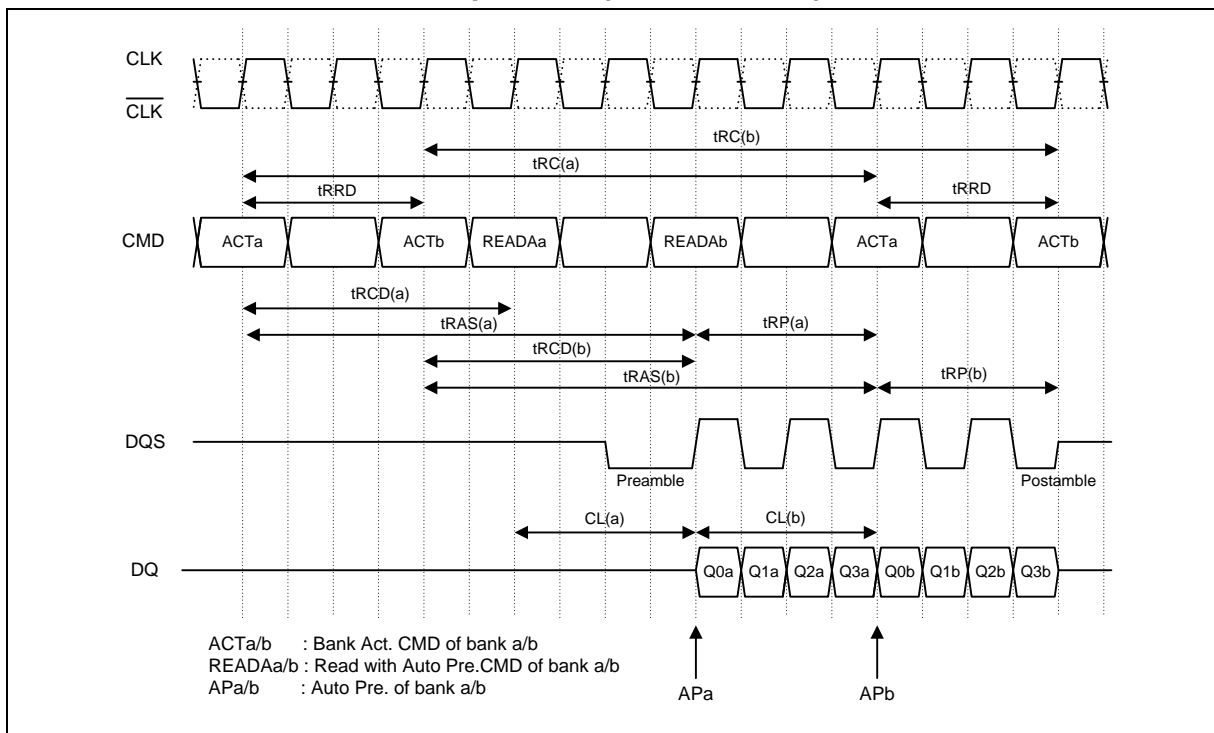 CLK
CLK
tRC(b)
tRC(a)
tRRD tRRD
CMD ACTa ACTb READAa READAb ACTa ACTb
tRCD(a)
tRAS(a) tRP(a)
tRCD(b)
tRAS(b) tRP(b)
DQS
Preamble Postamble
CL(a) CL(b)
DQ Q0a Q1a Q2a Q3a Q0b Q1b Q2b Q3b
ACTa/b : Bank Act. CMD of bank a/b
READAa/b : Read with Auto Pre.CMD of bank a/b
APa/b : Auto Pre. of bank a/b
APa APb